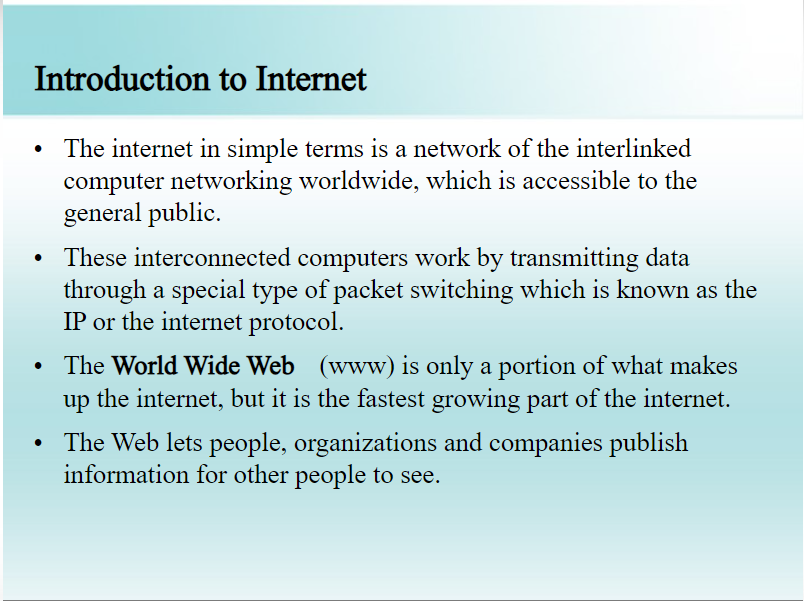 Introduction to Internet
• The internet in simple terms is a network of the interlinked
computer networking worldwide, which is accessible to the
general public.
• These interconnected computers work by transmitting data
through a special type of packet switching which is known as the
IP or the internet protocol.
• The World Wide Web (www) is only a portion of what makes
up the internet, but it is the fastest growing part of the internet.
• The Web lets people, organizations and companies publish
information for other people to see.